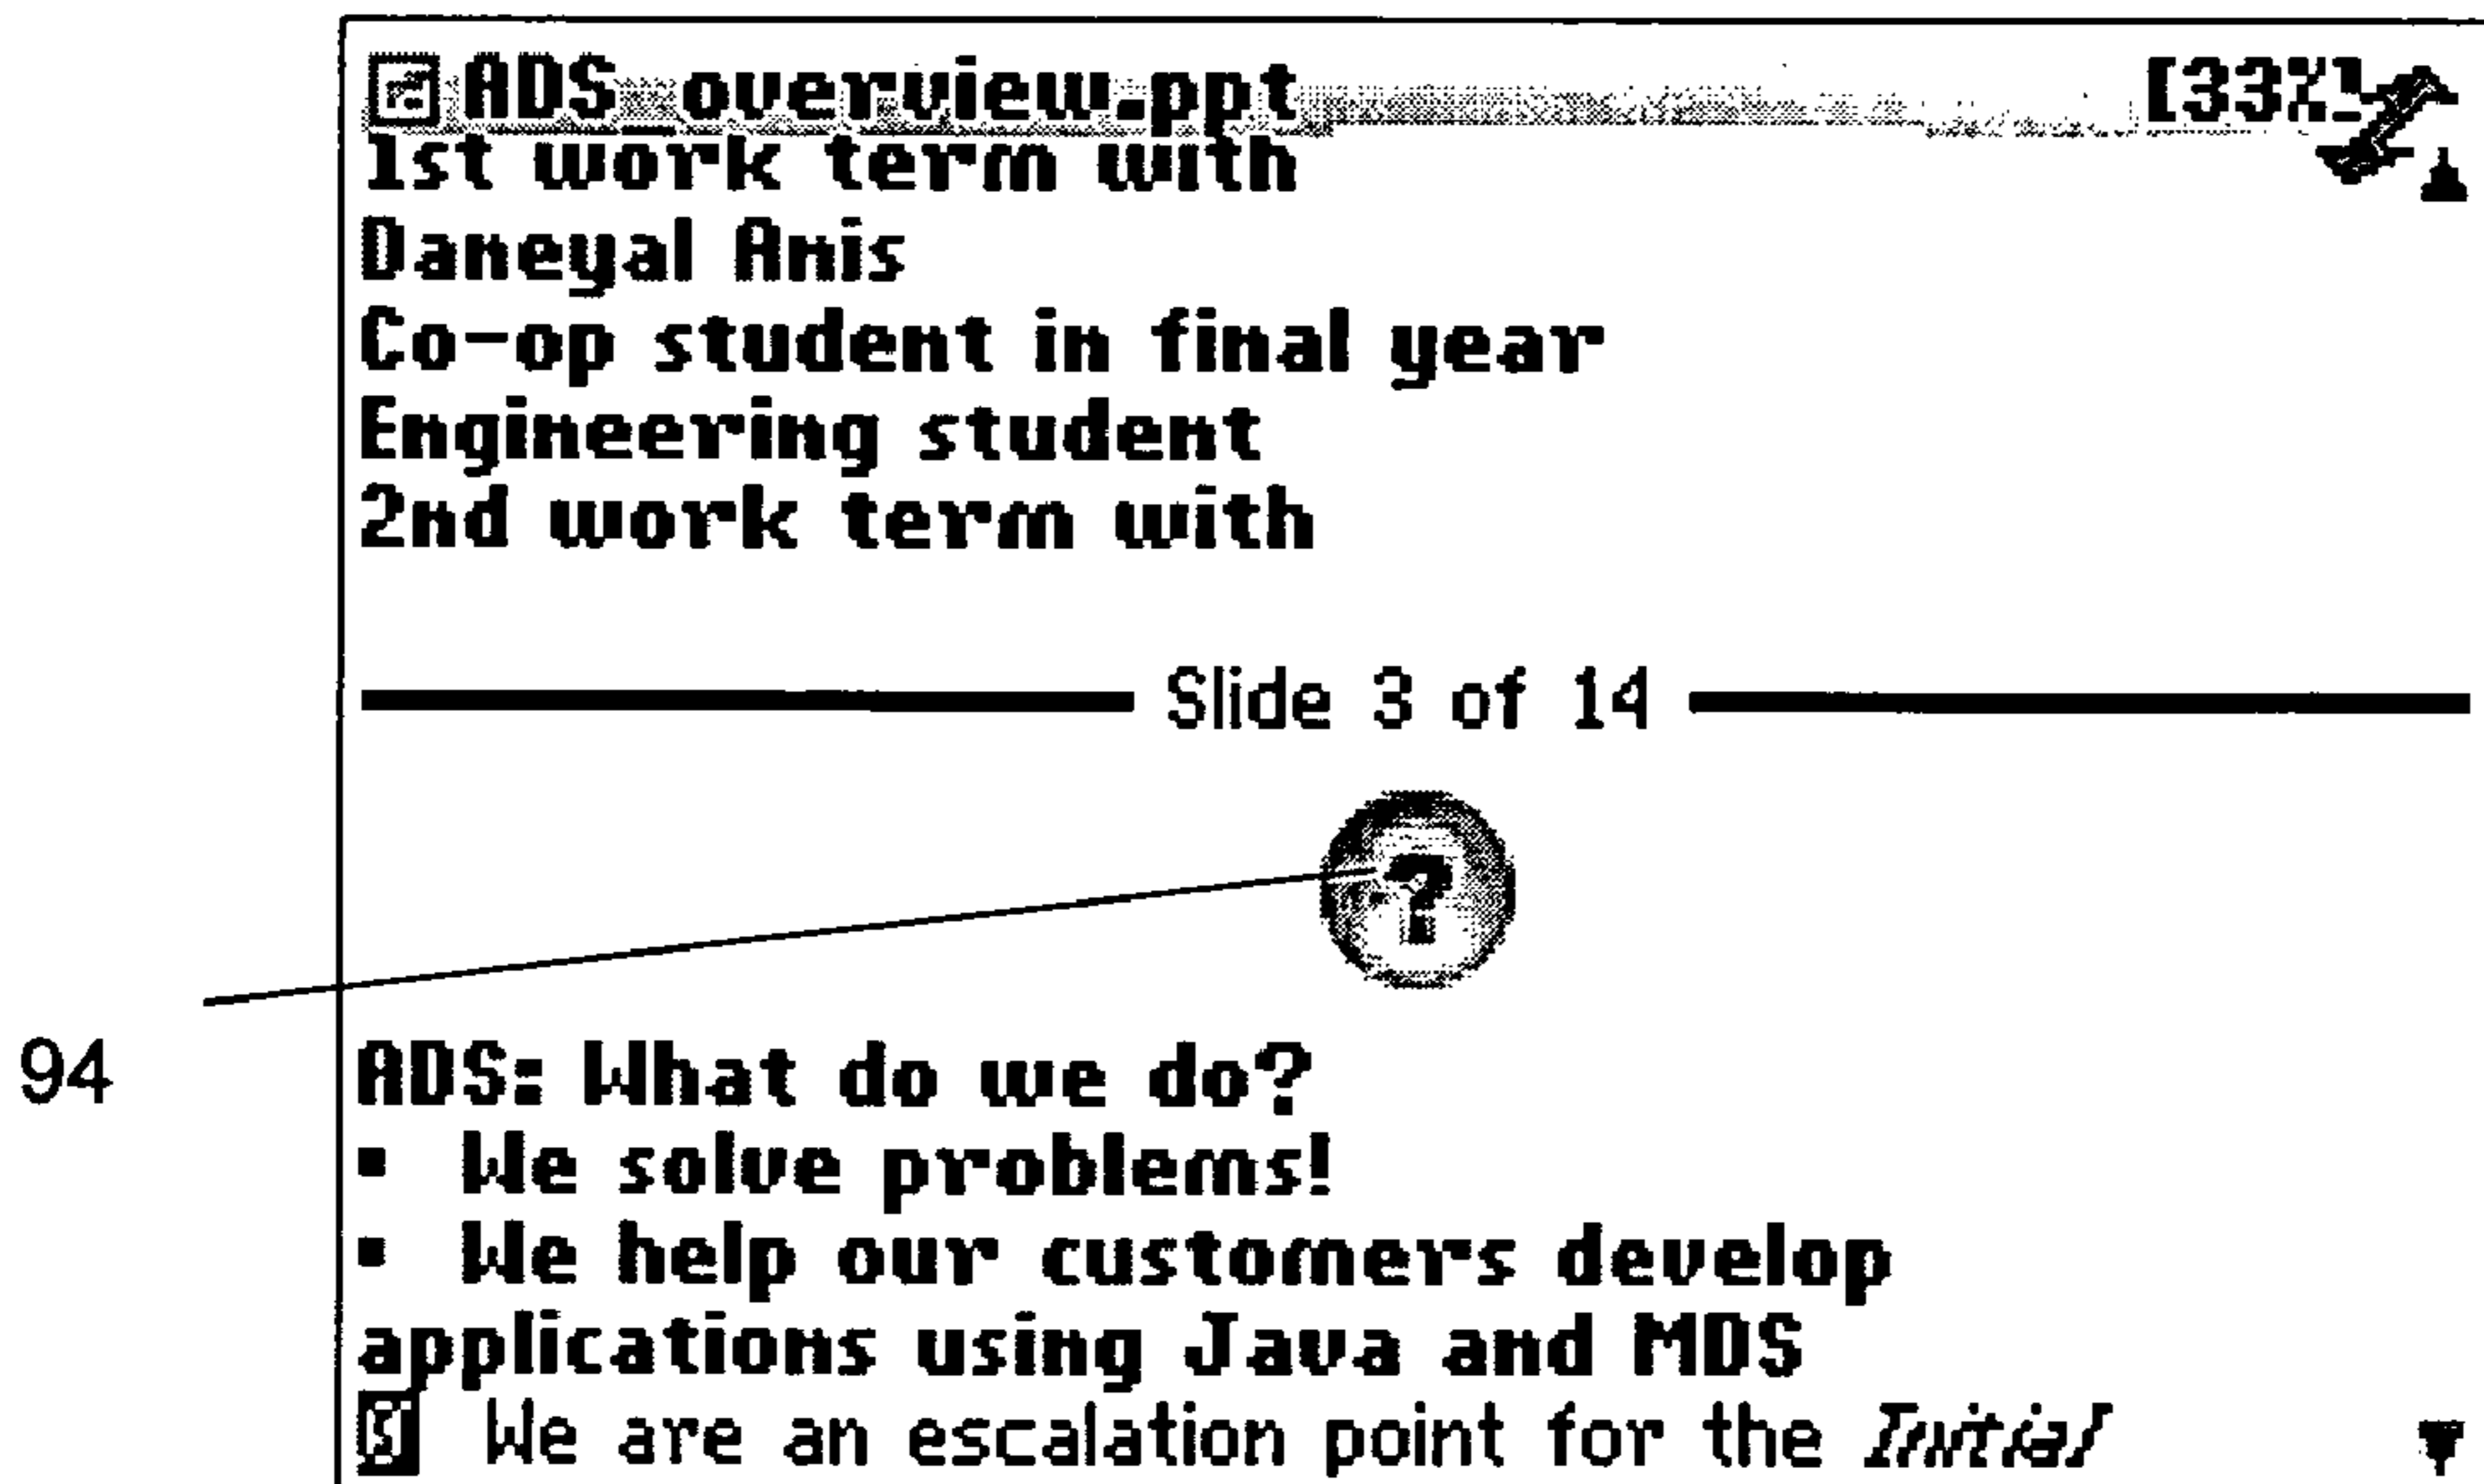 ADS_overview.ppt [33%]
1st work term with
Daneyal Anis
Co-op student in final year
Engineering student
2nd work term with
Slide 3 of 14
?
94
ADS: What do we do?
▪ We solve problems!
▪ We help our customers develop
applications using Java and MDS
We are an escalation point for the Initial